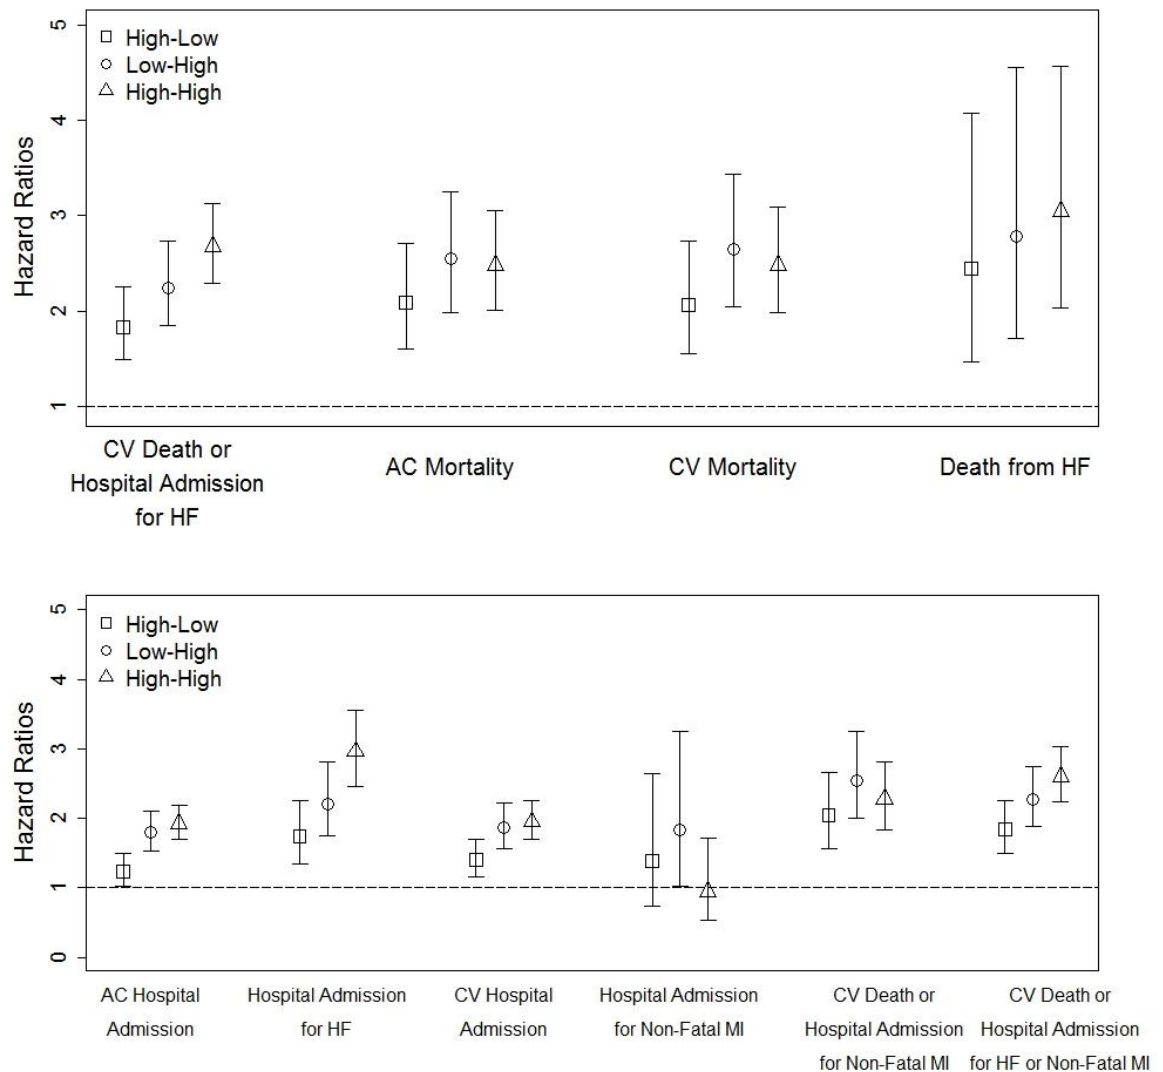 5
4
3
2
1
Hazard Ratios
High-Low
Low-High
High-High
CV Death or
Hospital Admission
for HF
AC Mortality
CV Mortality
Death from HF
5
4
3
2
1
0
Hazard Ratios
High-Low
Low-High
High-High
AC Hospital
Admission
Hospital Admission
for HF
CV Hospital
Admission
Hospital Admission
for Non-Fatal MI
CV Death or
Hospital Admission
for Non-Fatal MI
CV Death or
Hospital Admission
for HF or Non-Fatal MI